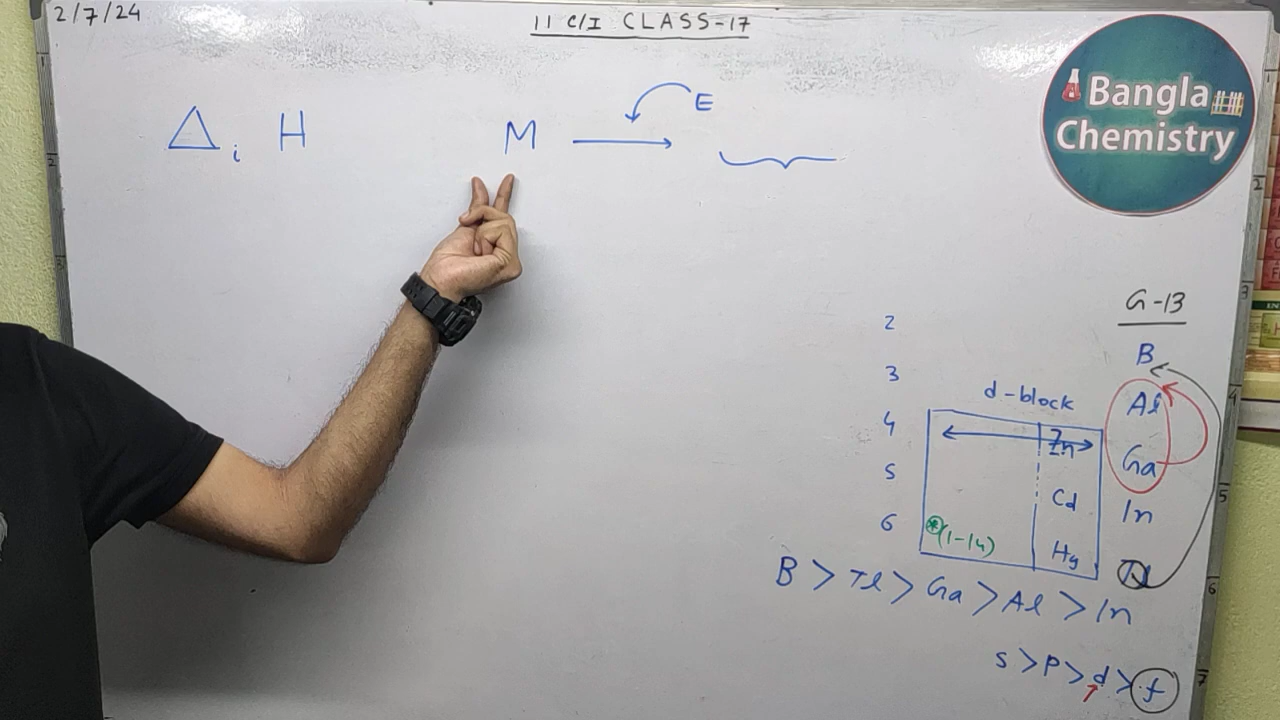 2/7/24
11 C/I CLASS-17
Bangla
Chemistry
Δi H M → E
G-13
2 B
3 Al
d-block
4 Zn Ga
5 Cd In
6 *(1-14) Hg Tl
B > Tl > Ga > Al > In
s > p > d > f